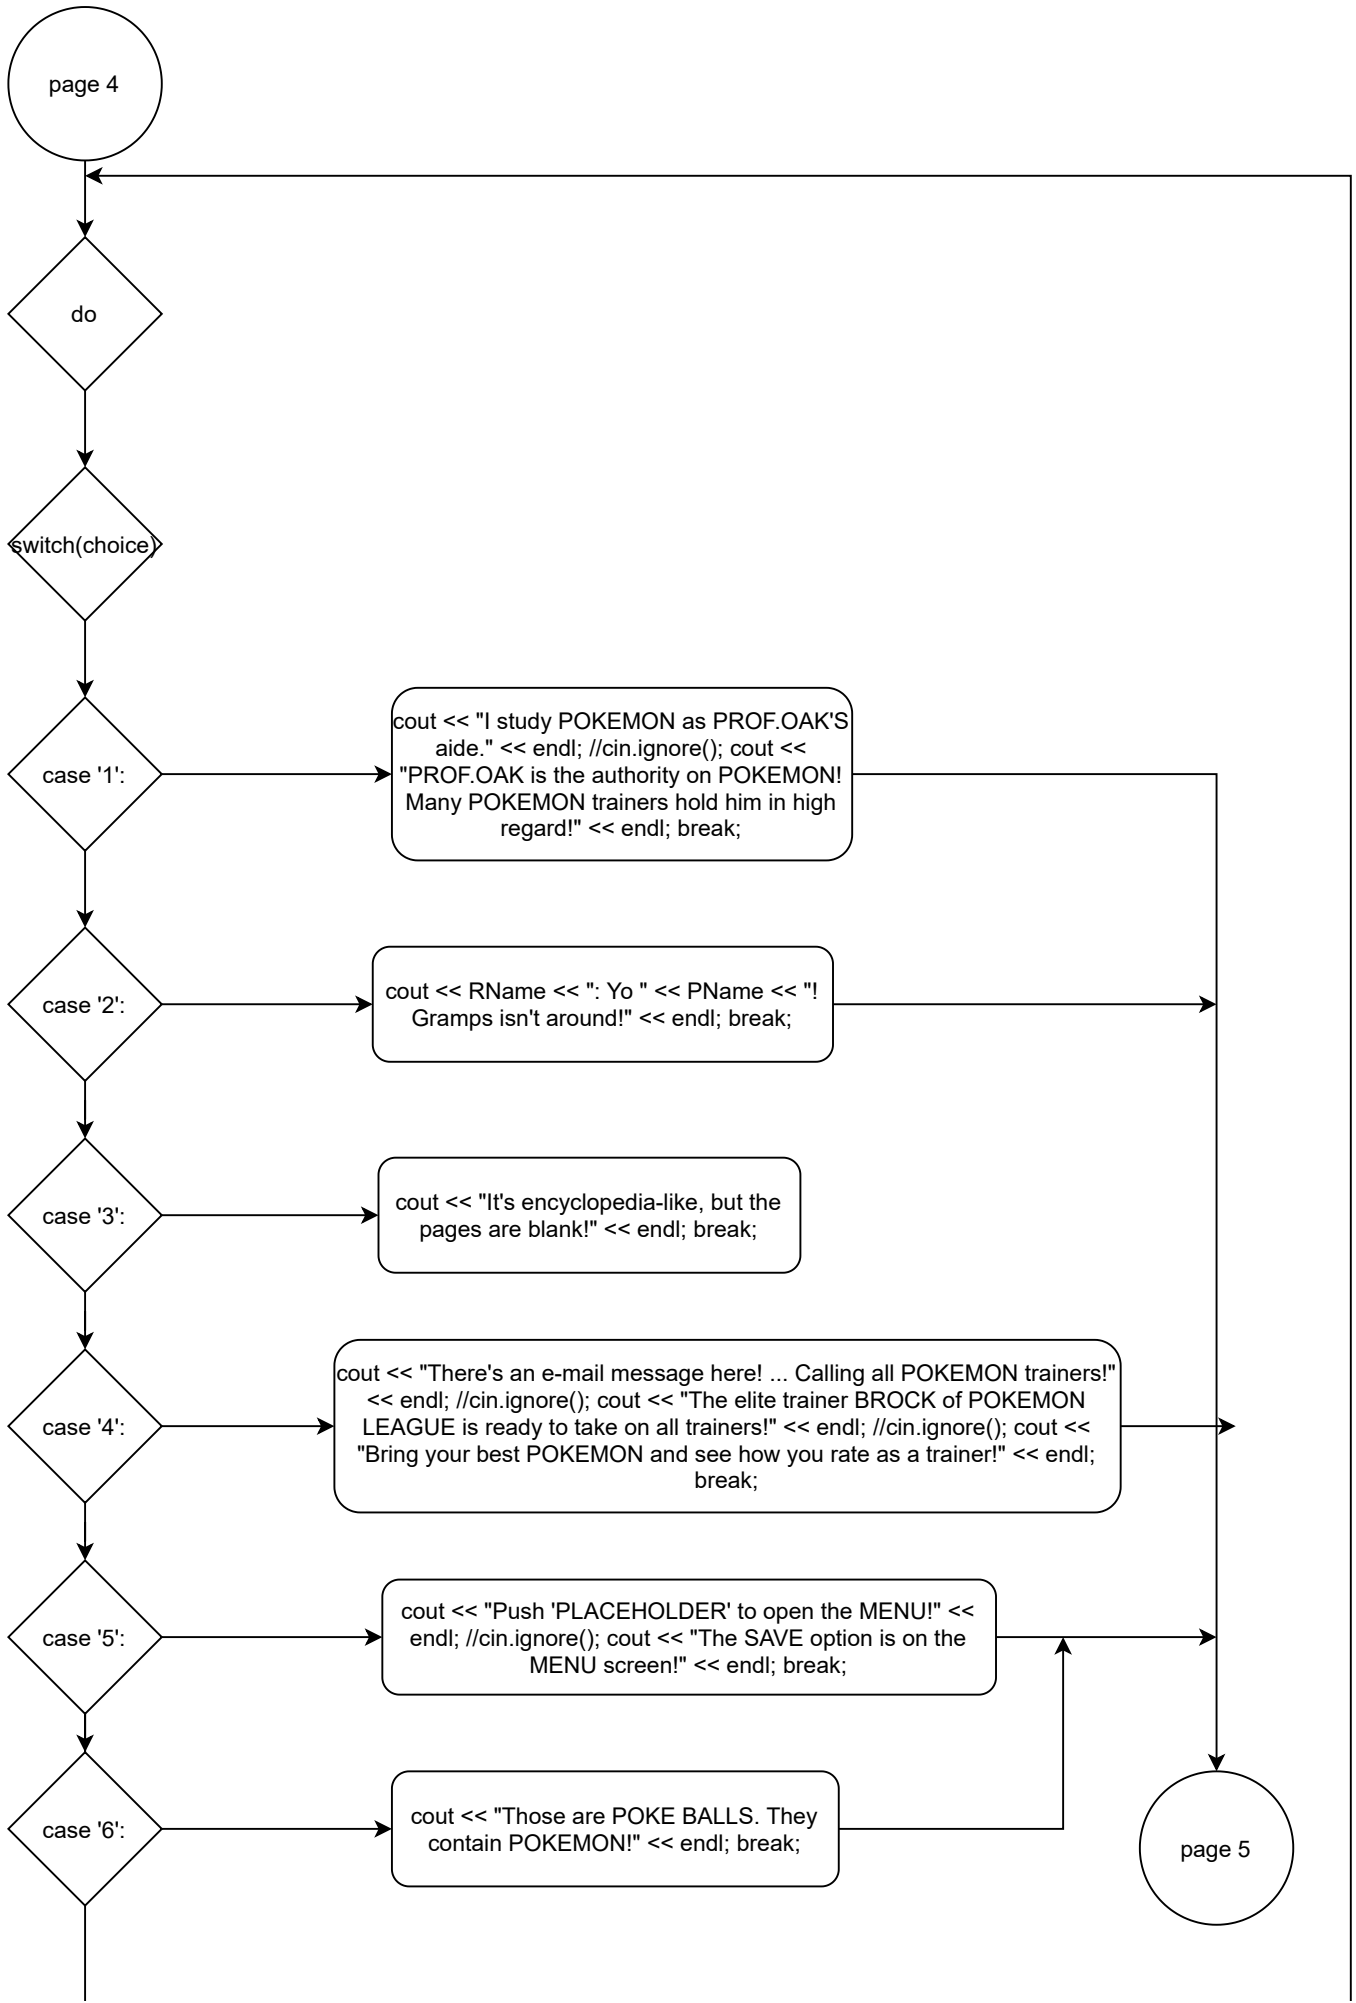 page 4
do
switch(choice)
case '1':
cout << "I study POKEMON as PROF.OAK'S
aide." << endl; //cin.ignore(); cout <<
"PROF.OAK is the authority on POKEMON!
Many POKEMON trainers hold him in high
regard!" << endl; break;
case '2':
cout << RName << ": Yo " << PName << "!
Gramps isn't around!" << endl; break;
case '3':
cout << "It's encyclopedia-like, but the
pages are blank!" << endl; break;
case '4':
cout << "There's an e-mail message here! ... Calling all POKEMON trainers!"
<< endl; //cin.ignore(); cout << "The elite trainer BROCK of POKEMON
LEAGUE is ready to take on all trainers!" << endl; //cin.ignore(); cout <<
"Bring your best POKEMON and see how you rate as a trainer!" << endl;
break;
case '5':
cout << "Push 'PLACEHOLDER' to open the MENU!" <<
endl; //cin.ignore(); cout << "The SAVE option is on the
MENU screen!" << endl; break;
case '6':
cout << "Those are POKE BALLS. They
contain POKEMON!" << endl; break;
page 5